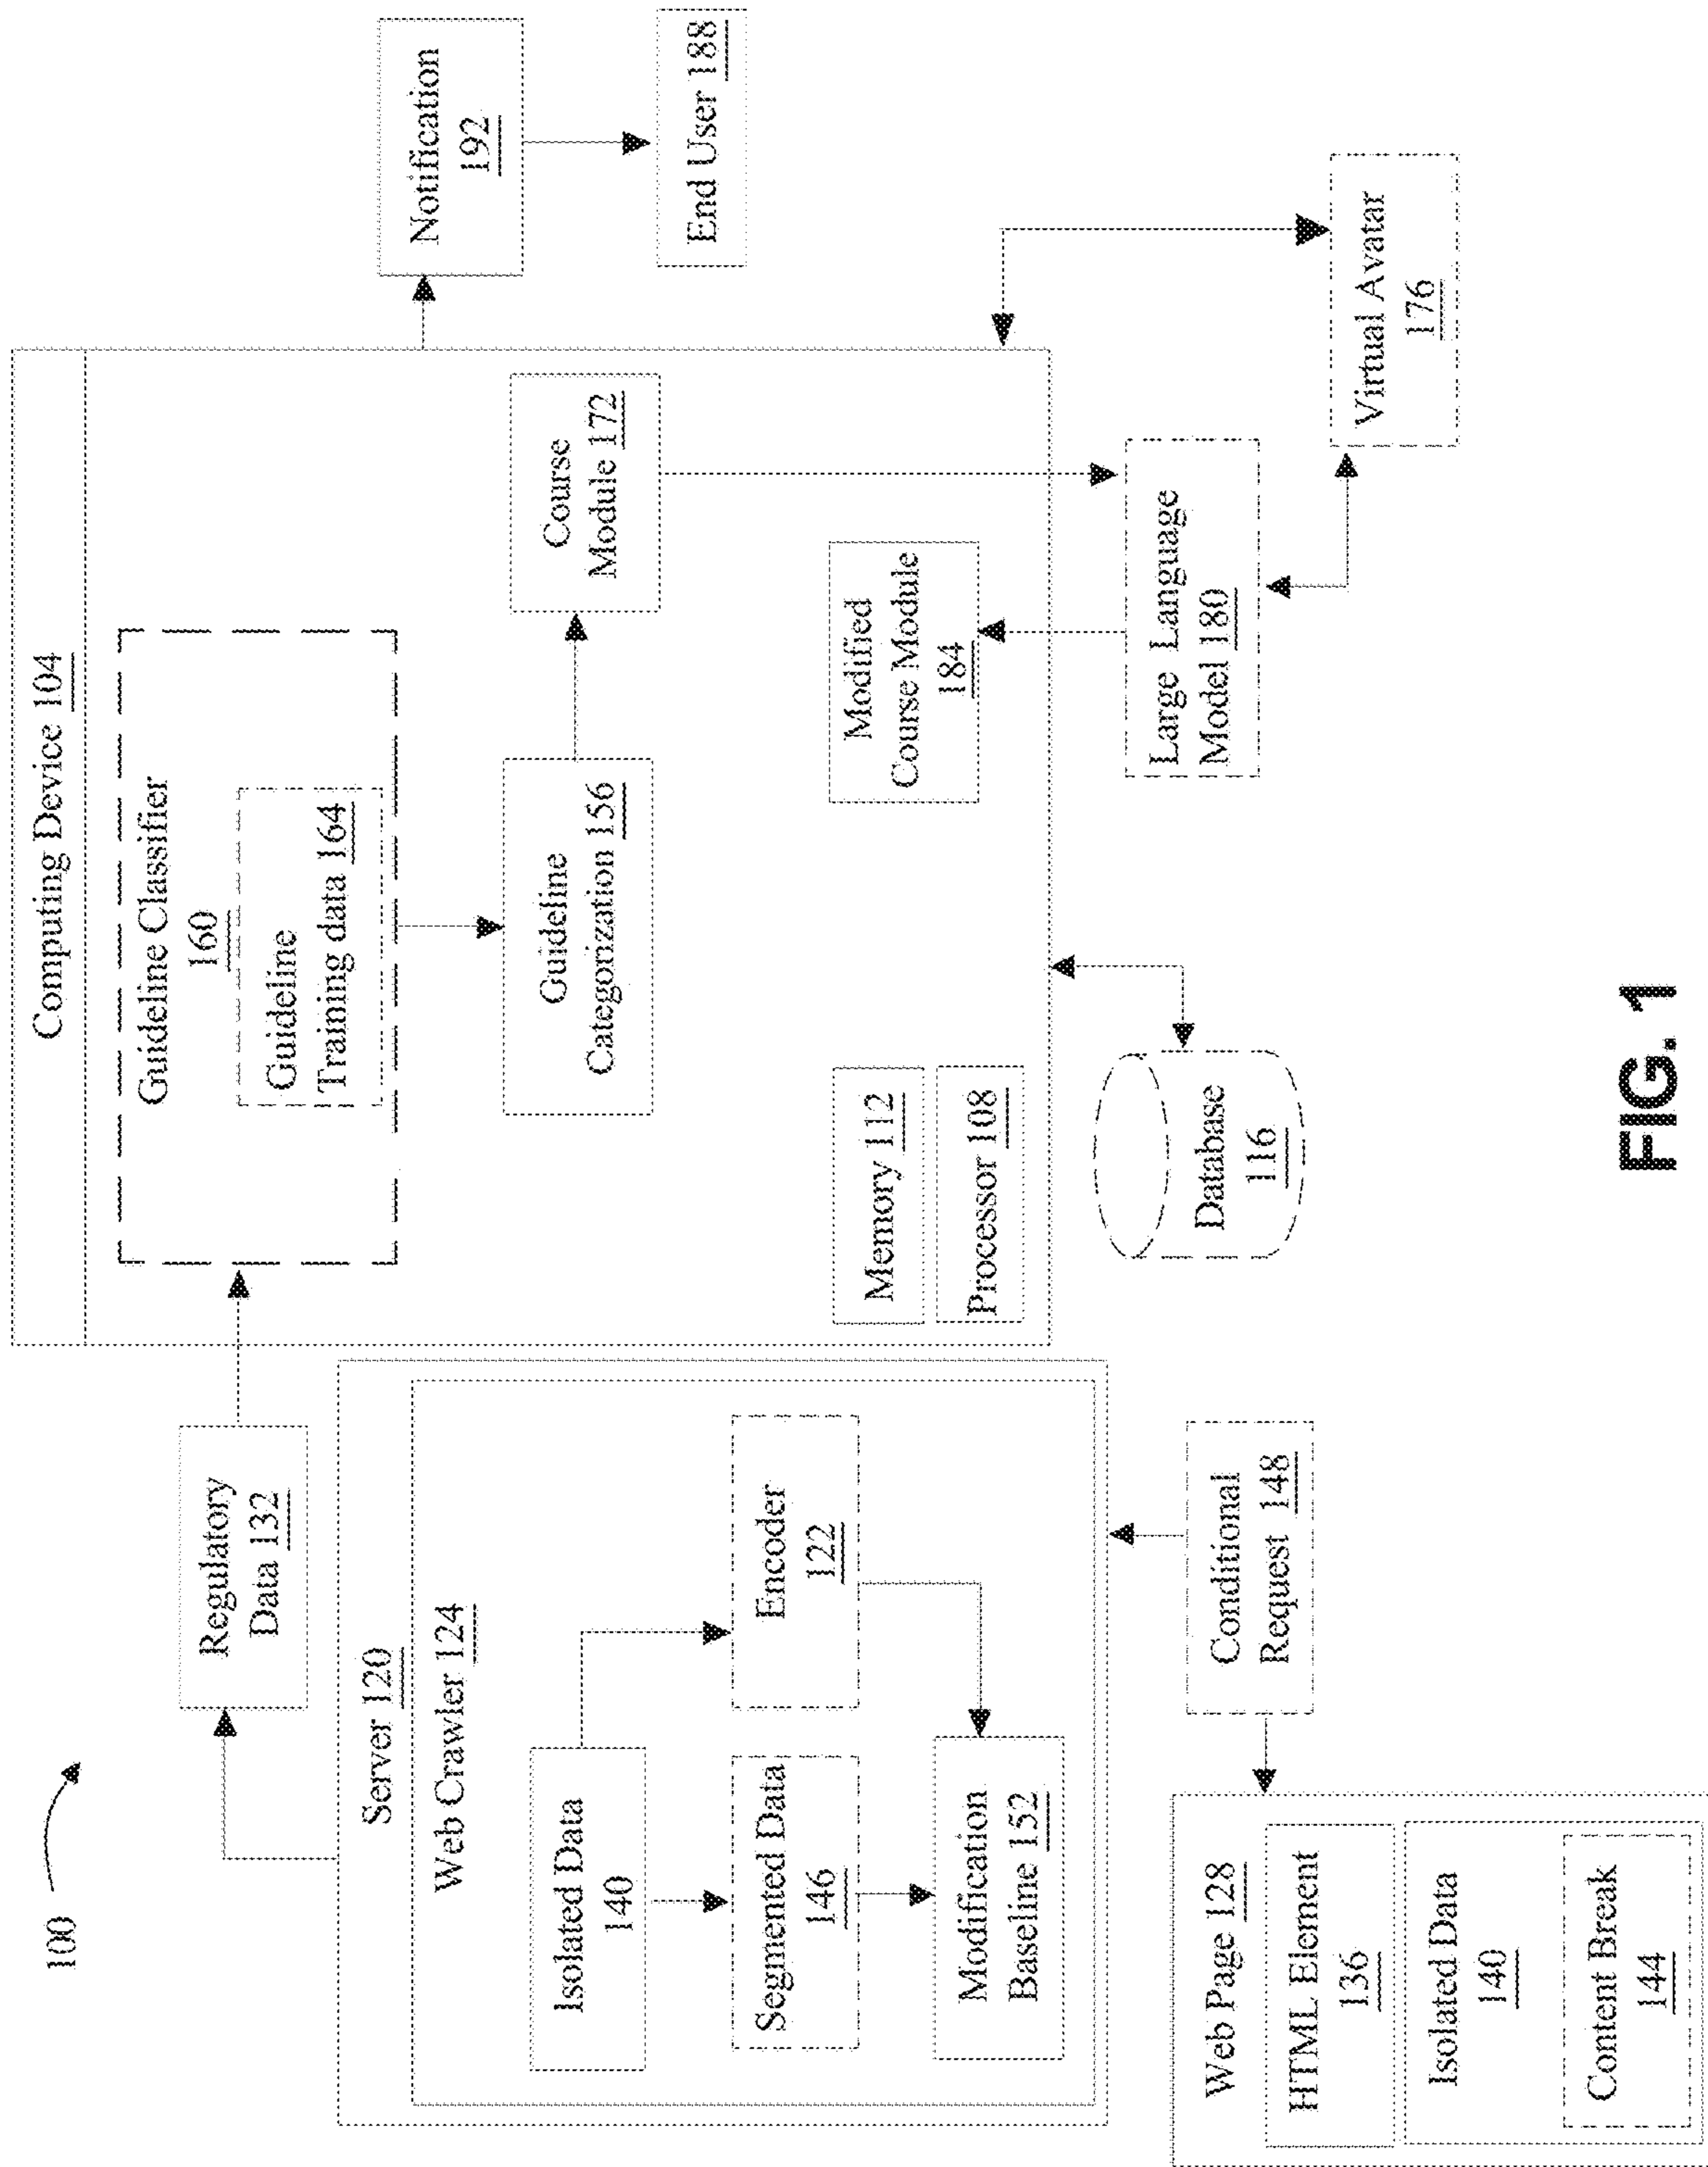 100
Computing Device 104
Guideline Classifier
160
Guideline
Training data 164
Guideline
Categorization 156
Course
Module 172
Modified
Course Module
184
Memory 112
Processor 108
Notification
192
End User 188
Regulatory
Data 132
Server 120
Web Crawler 124
Isolated Data
140
Encoder
122
Segmented Data
146
Modification
Baseline 152
Conditional
Request 148
Web Page 128
HTML Element
136
Isolated Data
140
Content Break
144
Database
116
Large Language
Model 180
Virtual Avatar
176
FIG. 1